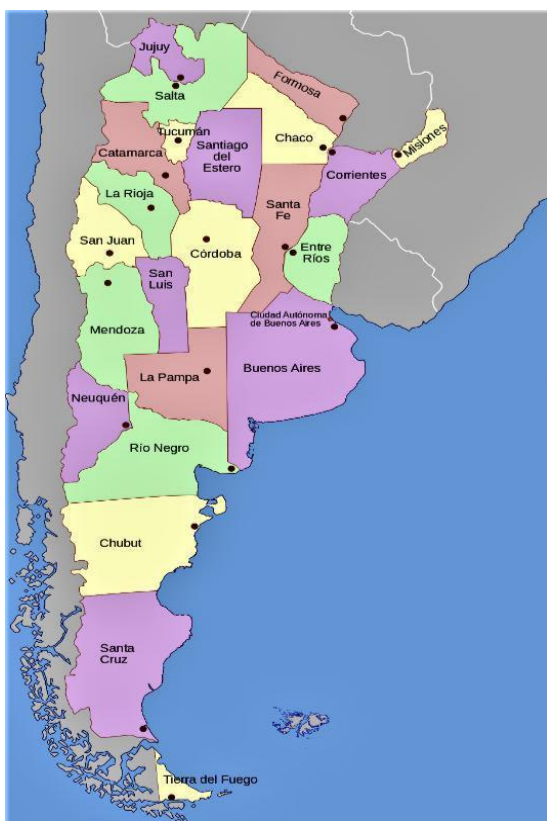 Jujuy
Salta
Formosa
Tucumán
Chaco
Misiones
Catamarca
Santiago
del
Estero
Corrientes
La Rioja
Santa
Fe
San Juan
Córdoba
Entre
Ríos
San
Luis
Ciudad Autónoma
de Buenos Aires
Mendoza
Buenos Aires
La Pampa
Neuquén
Río Negro
Chubut
Santa
Cruz
Tierra del Fuego